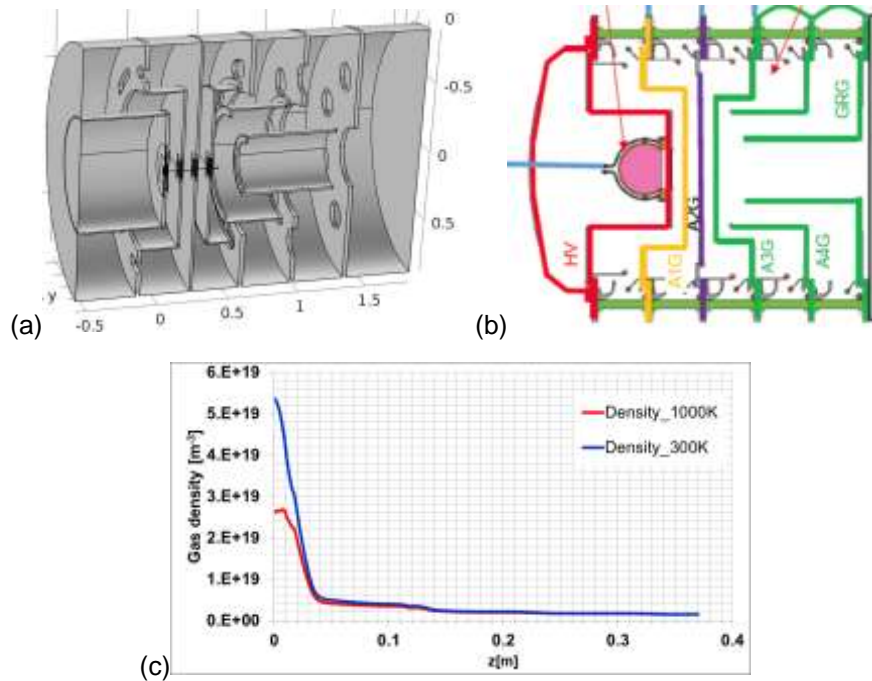 0
-0.5
0
0.5
y
-0.5 0 0.5 1 1.5
(a)
HV
A1G
A2G
A3G
A4G
GRG
(b)
6.E+19
5.E+19
4.E+19
3.E+19
2.E+19
1.E+19
0.E+00
Gas density [m⁻³]
Density_1000K
Density_300K
0 0.1 0.2 0.3 0.4
z[m]
(c)